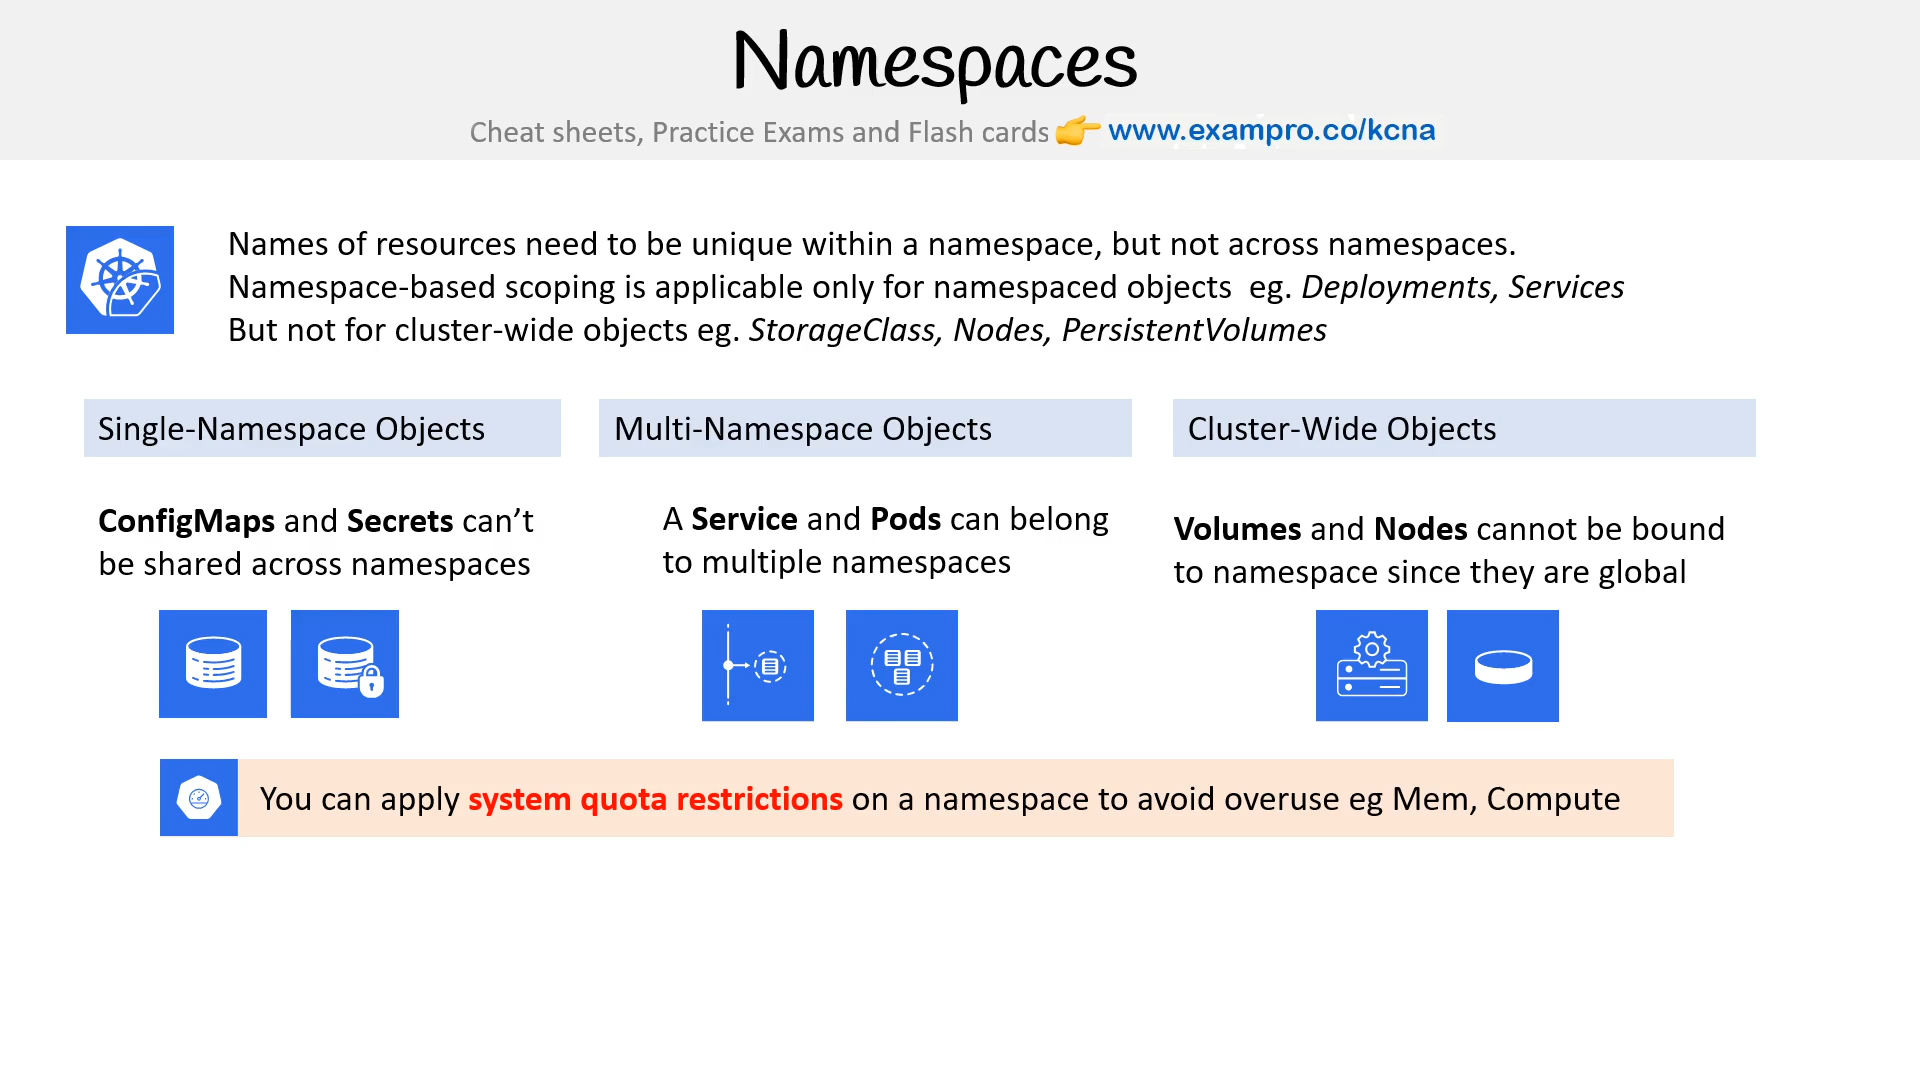 Namespaces
Cheat sheets, Practice Exams and Flash cards www.exampro.co/kcna
Names of resources need to be unique within a namespace, but not across namespaces.
Namespace-based scoping is applicable only for namespaced objects eg. Deployments, Services
But not for cluster-wide objects eg. StorageClass, Nodes, PersistentVolumes
Single-Namespace Objects
ConfigMaps and Secrets can’t
be shared across namespaces
Multi-Namespace Objects
A Service and Pods can belong
to multiple namespaces
Cluster-Wide Objects
Volumes and Nodes cannot be bound
to namespace since they are global
You can apply system quota restrictions on a namespace to avoid overuse eg Mem, Compute